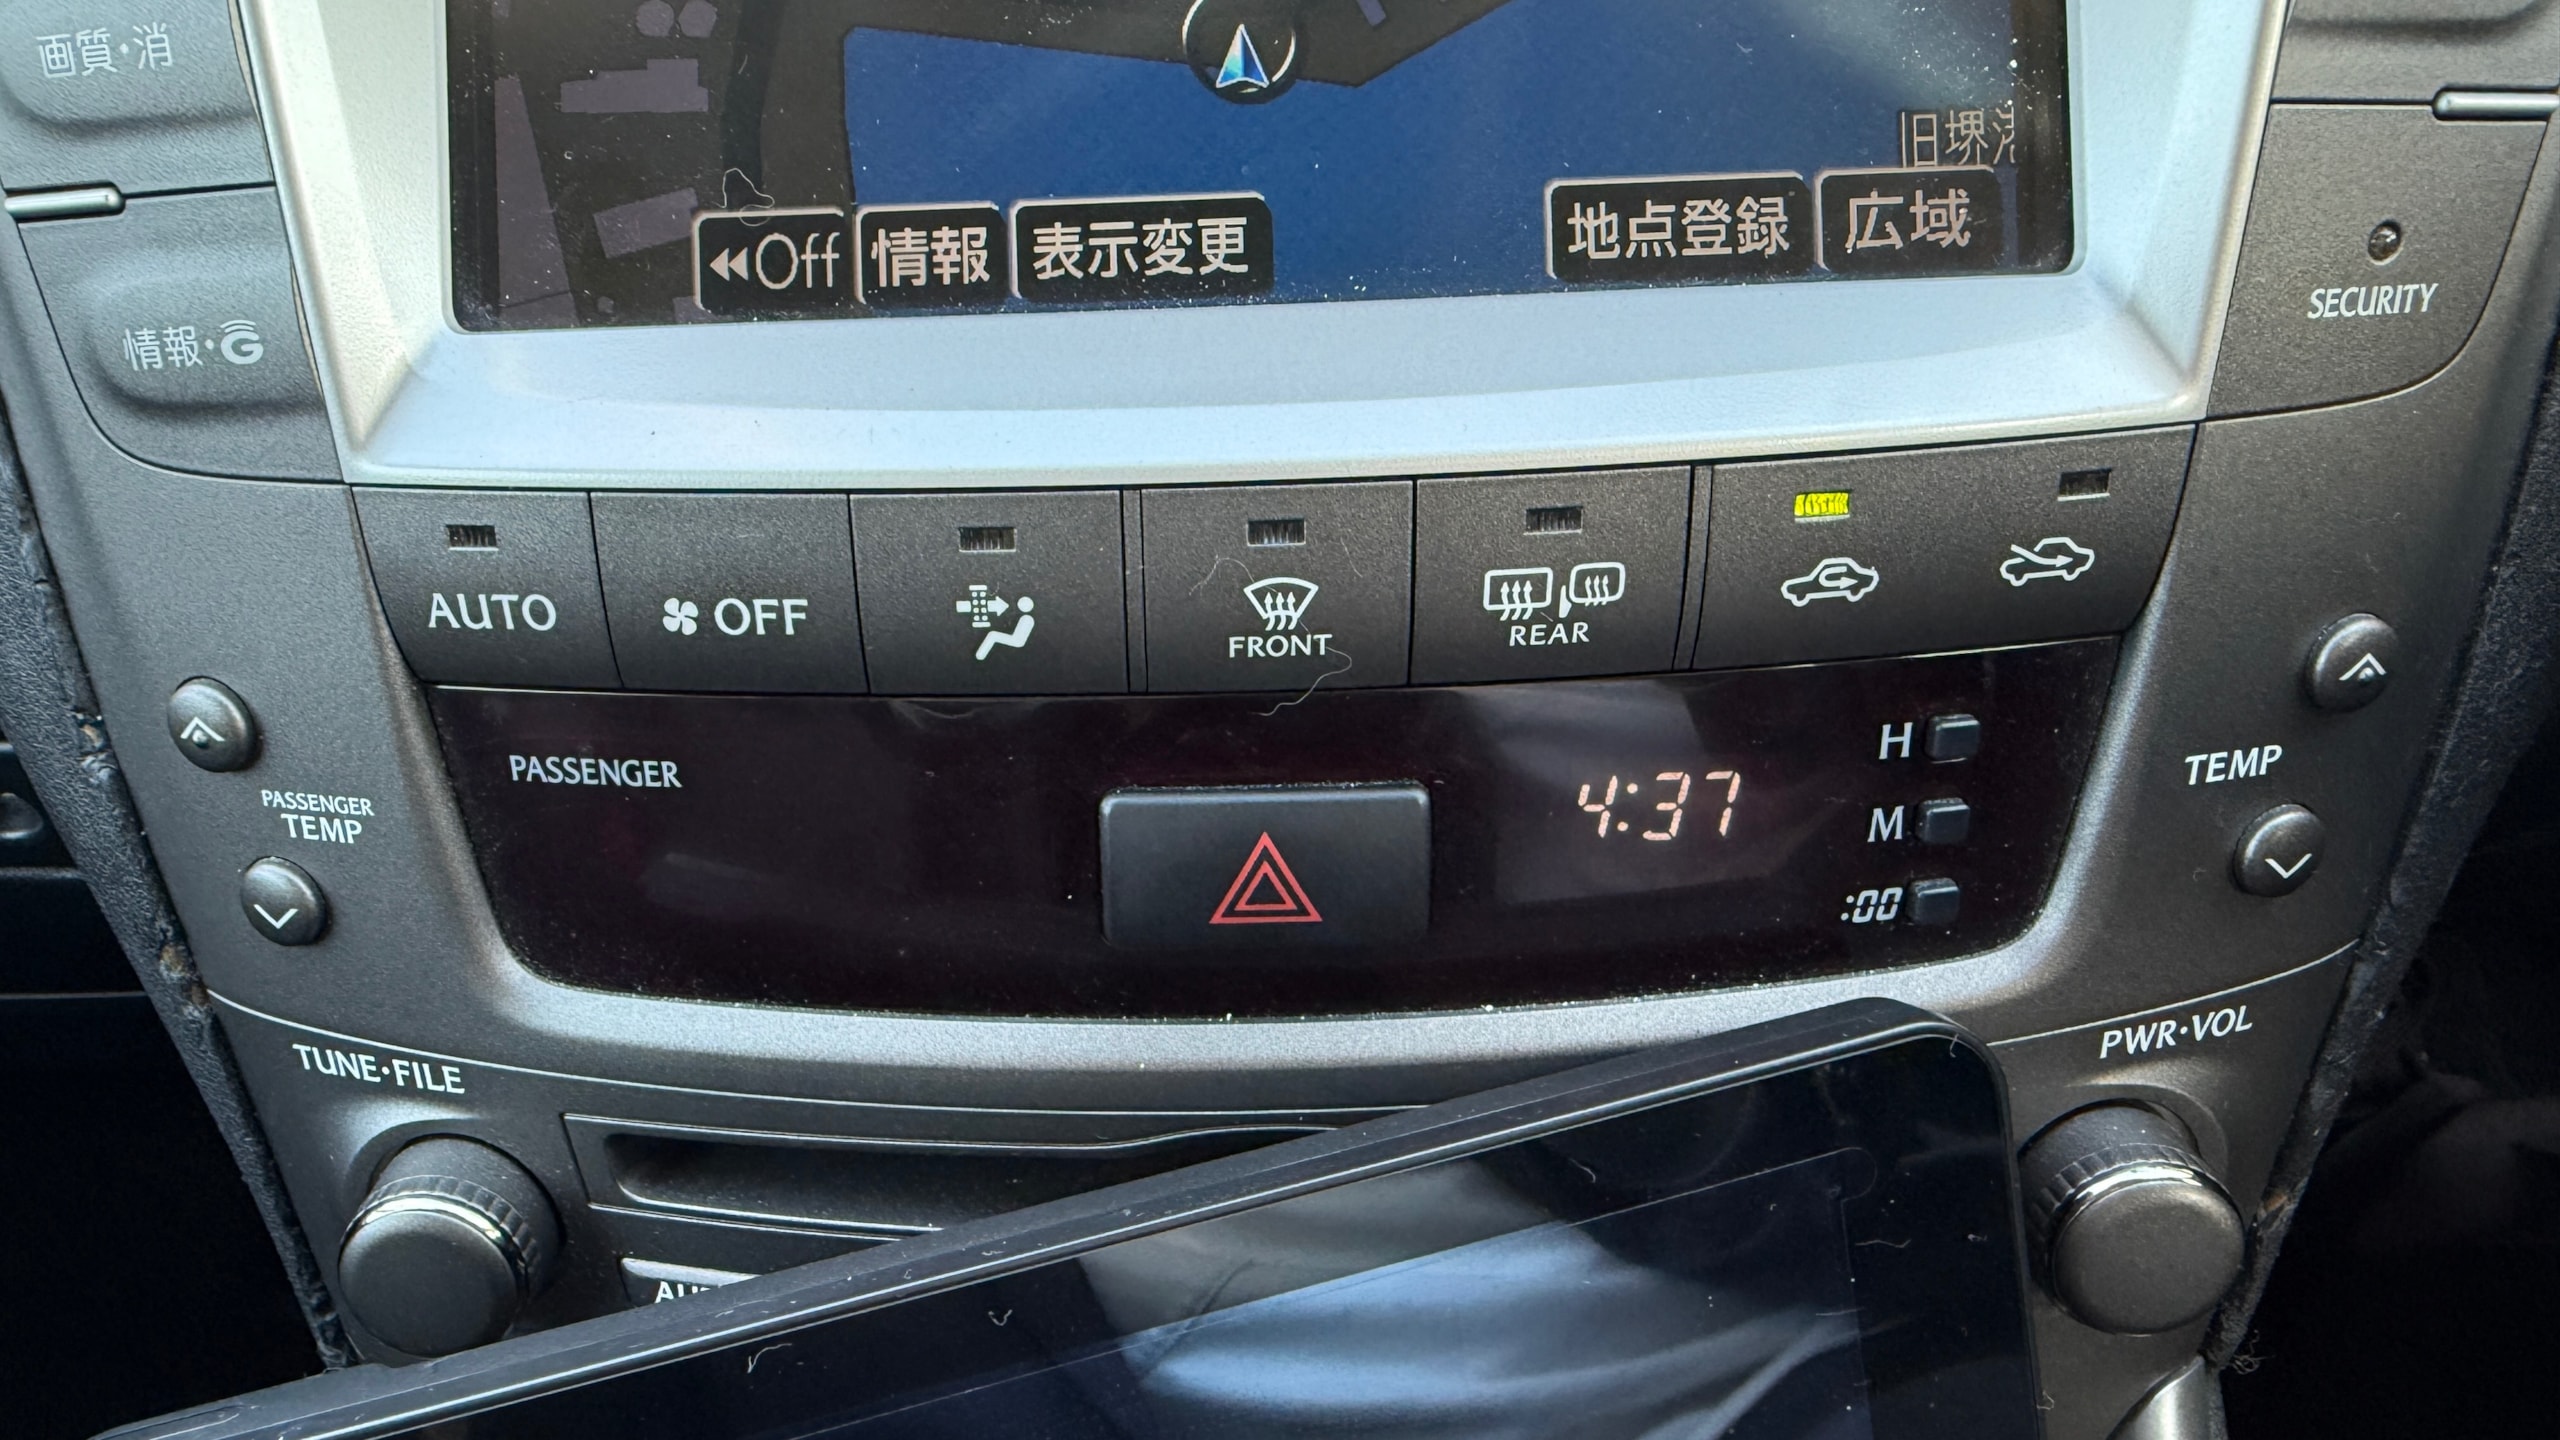 画質・消
旧堺
◀◀Off 情報 表示変更 地点登録 広域
SECURITY
情報・G
AUTO
OFF
FRONT
REAR
PASSENGER
4:37
H
M
:00
PASSENGER
TEMP
TEMP
TUNE・FILE
PWR・VOL